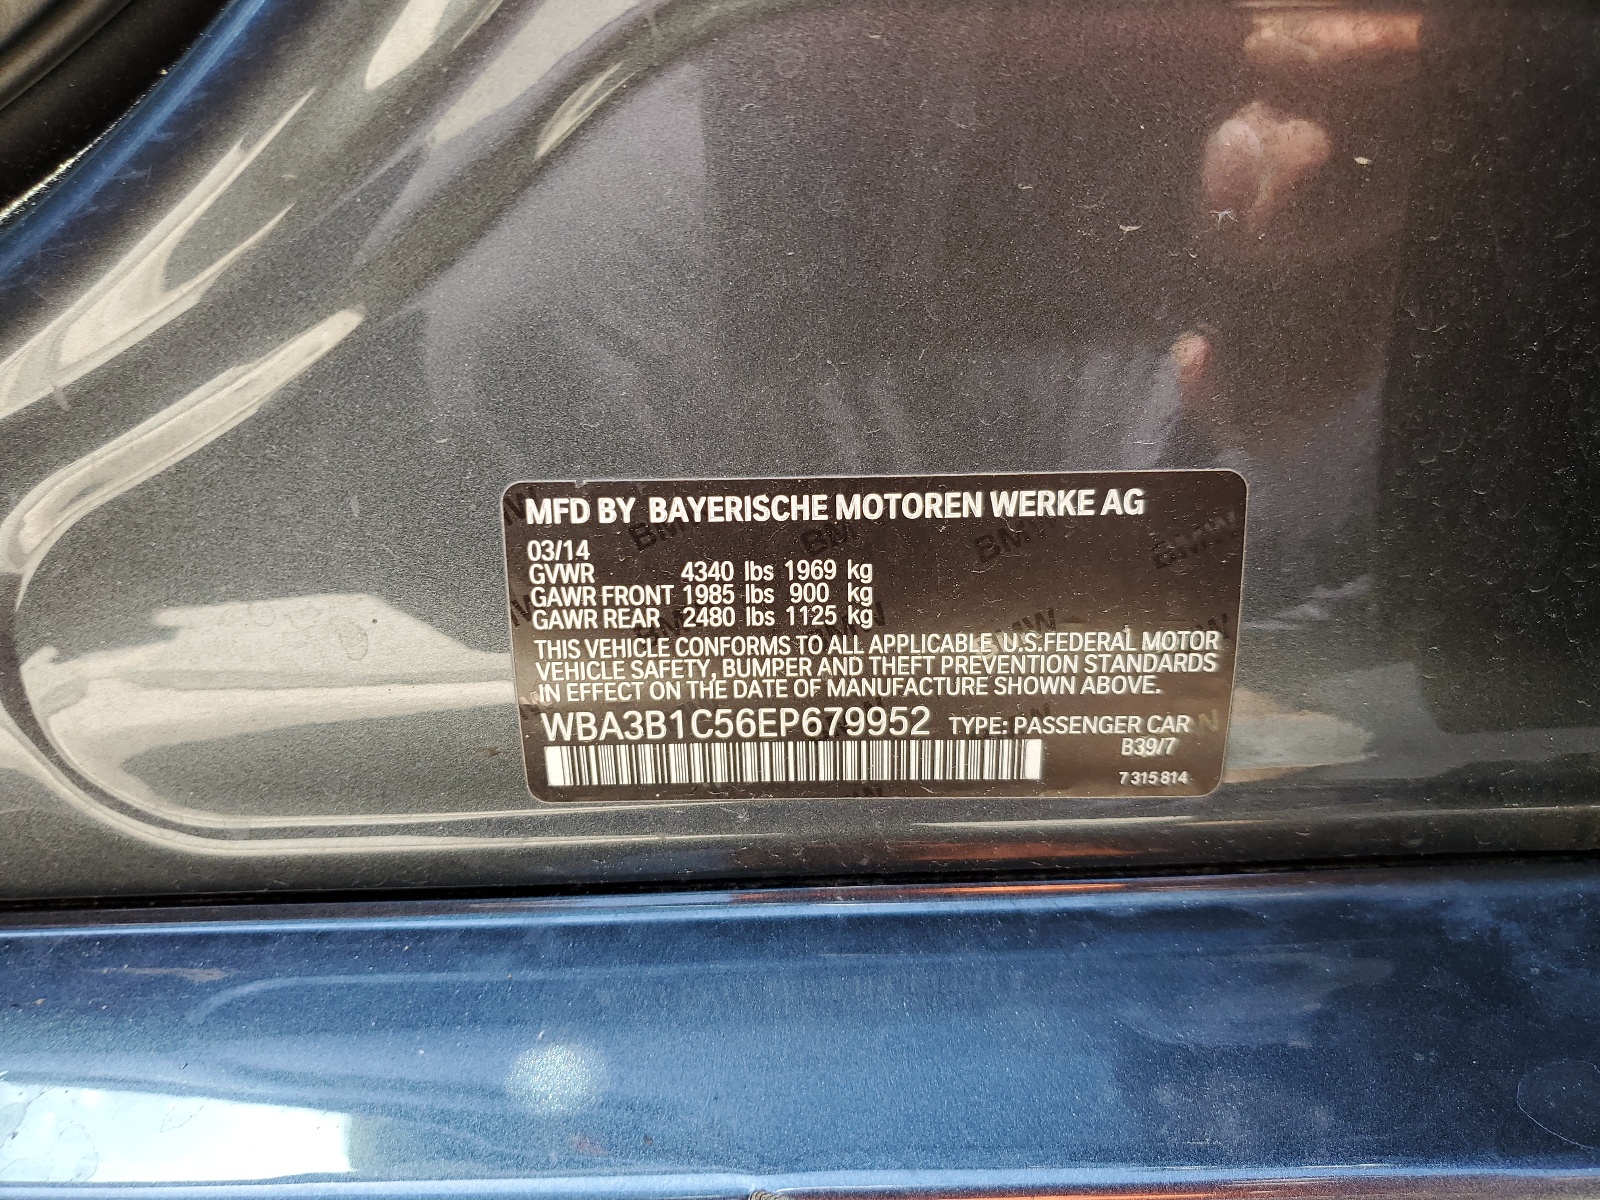 MFD BY BAYERISCHE MOTOREN WERKE AG
03/14
GVWR 4340 lbs 1969 kg
GAWR FRONT 1985 lbs 900 kg
GAWR REAR 2480 lbs 1125 kg
THIS VEHICLE CONFORMS TO ALL APPLICABLE U.S.FEDERAL MOTOR
VEHICLE SAFETY, BUMPER AND THEFT PREVENTION STANDARDS
IN EFFECT ON THE DATE OF MANUFACTURE SHOWN ABOVE.
WBA3B1C56EP679952 TYPE: PASSENGER CAR
B39/7
7 315 814